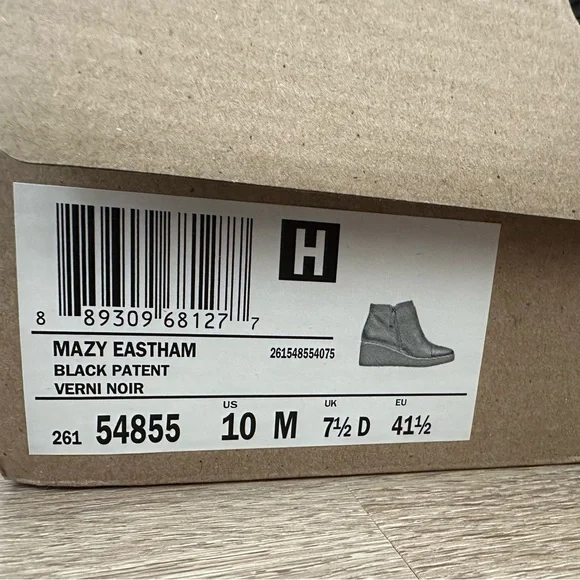 H
8 89309 68127 7
MAZY EASTHAM
261548554075
BLACK PATENT
VERNI NOIR
US UK EU
261 54855 10 M 7½ D 41½